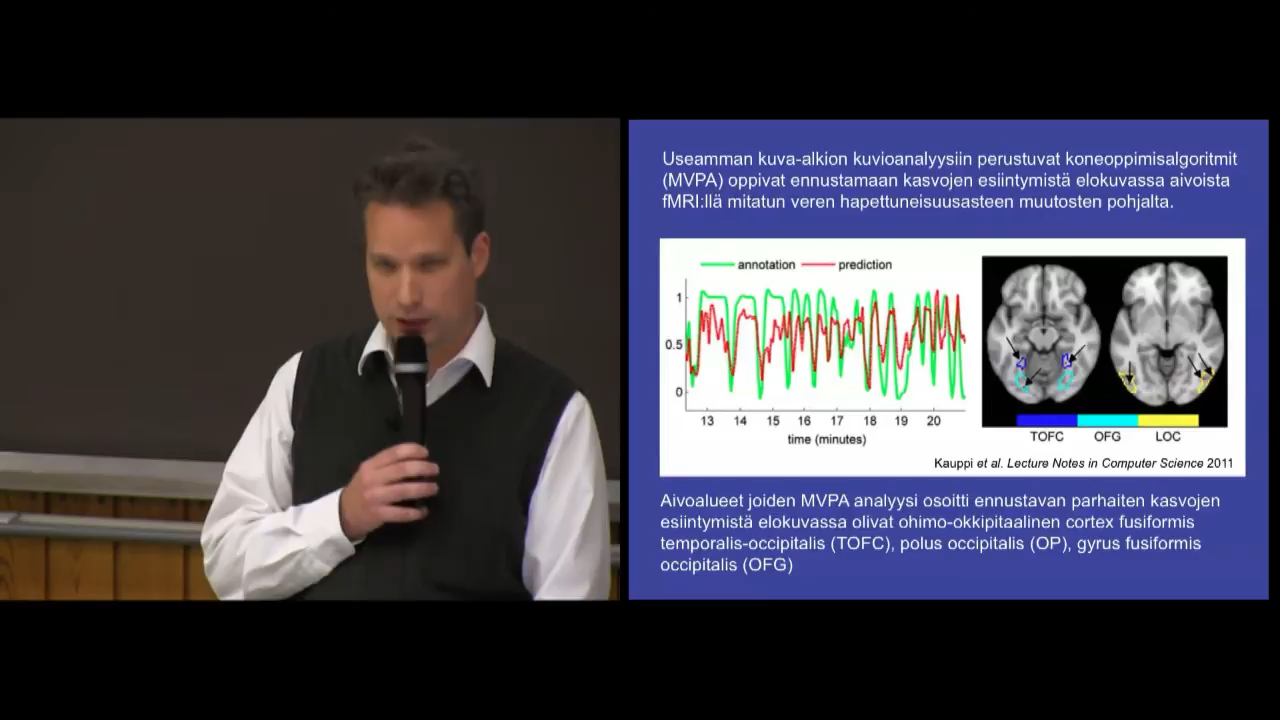 Useamman kuva-alkion kuvioanalyysiin perustuvat koneoppimisalgoritmit
(MVPA) oppivat ennustamaan kasvojen esiintymistä elokuvassa aivoista
fMRI:llä mitatun veren hapettuneisuusasteen muutosten pohjalta.
annotation prediction
1
0.5
0
13 14 15 16 17 18 19 20
time (minutes)
TOFC OFG LOC
Kauppi et al. Lecture Notes in Computer Science 2011
Aivoalueet joiden MVPA analyysi osoitti ennustavan parhaiten kasvojen
esiintymistä elokuvassa olivat ohimo-okkipitaalinen cortex fusiformis
temporalis-occipitalis (TOFC), polus occipitalis (OP), gyrus fusiformis
occipitalis (OFG)